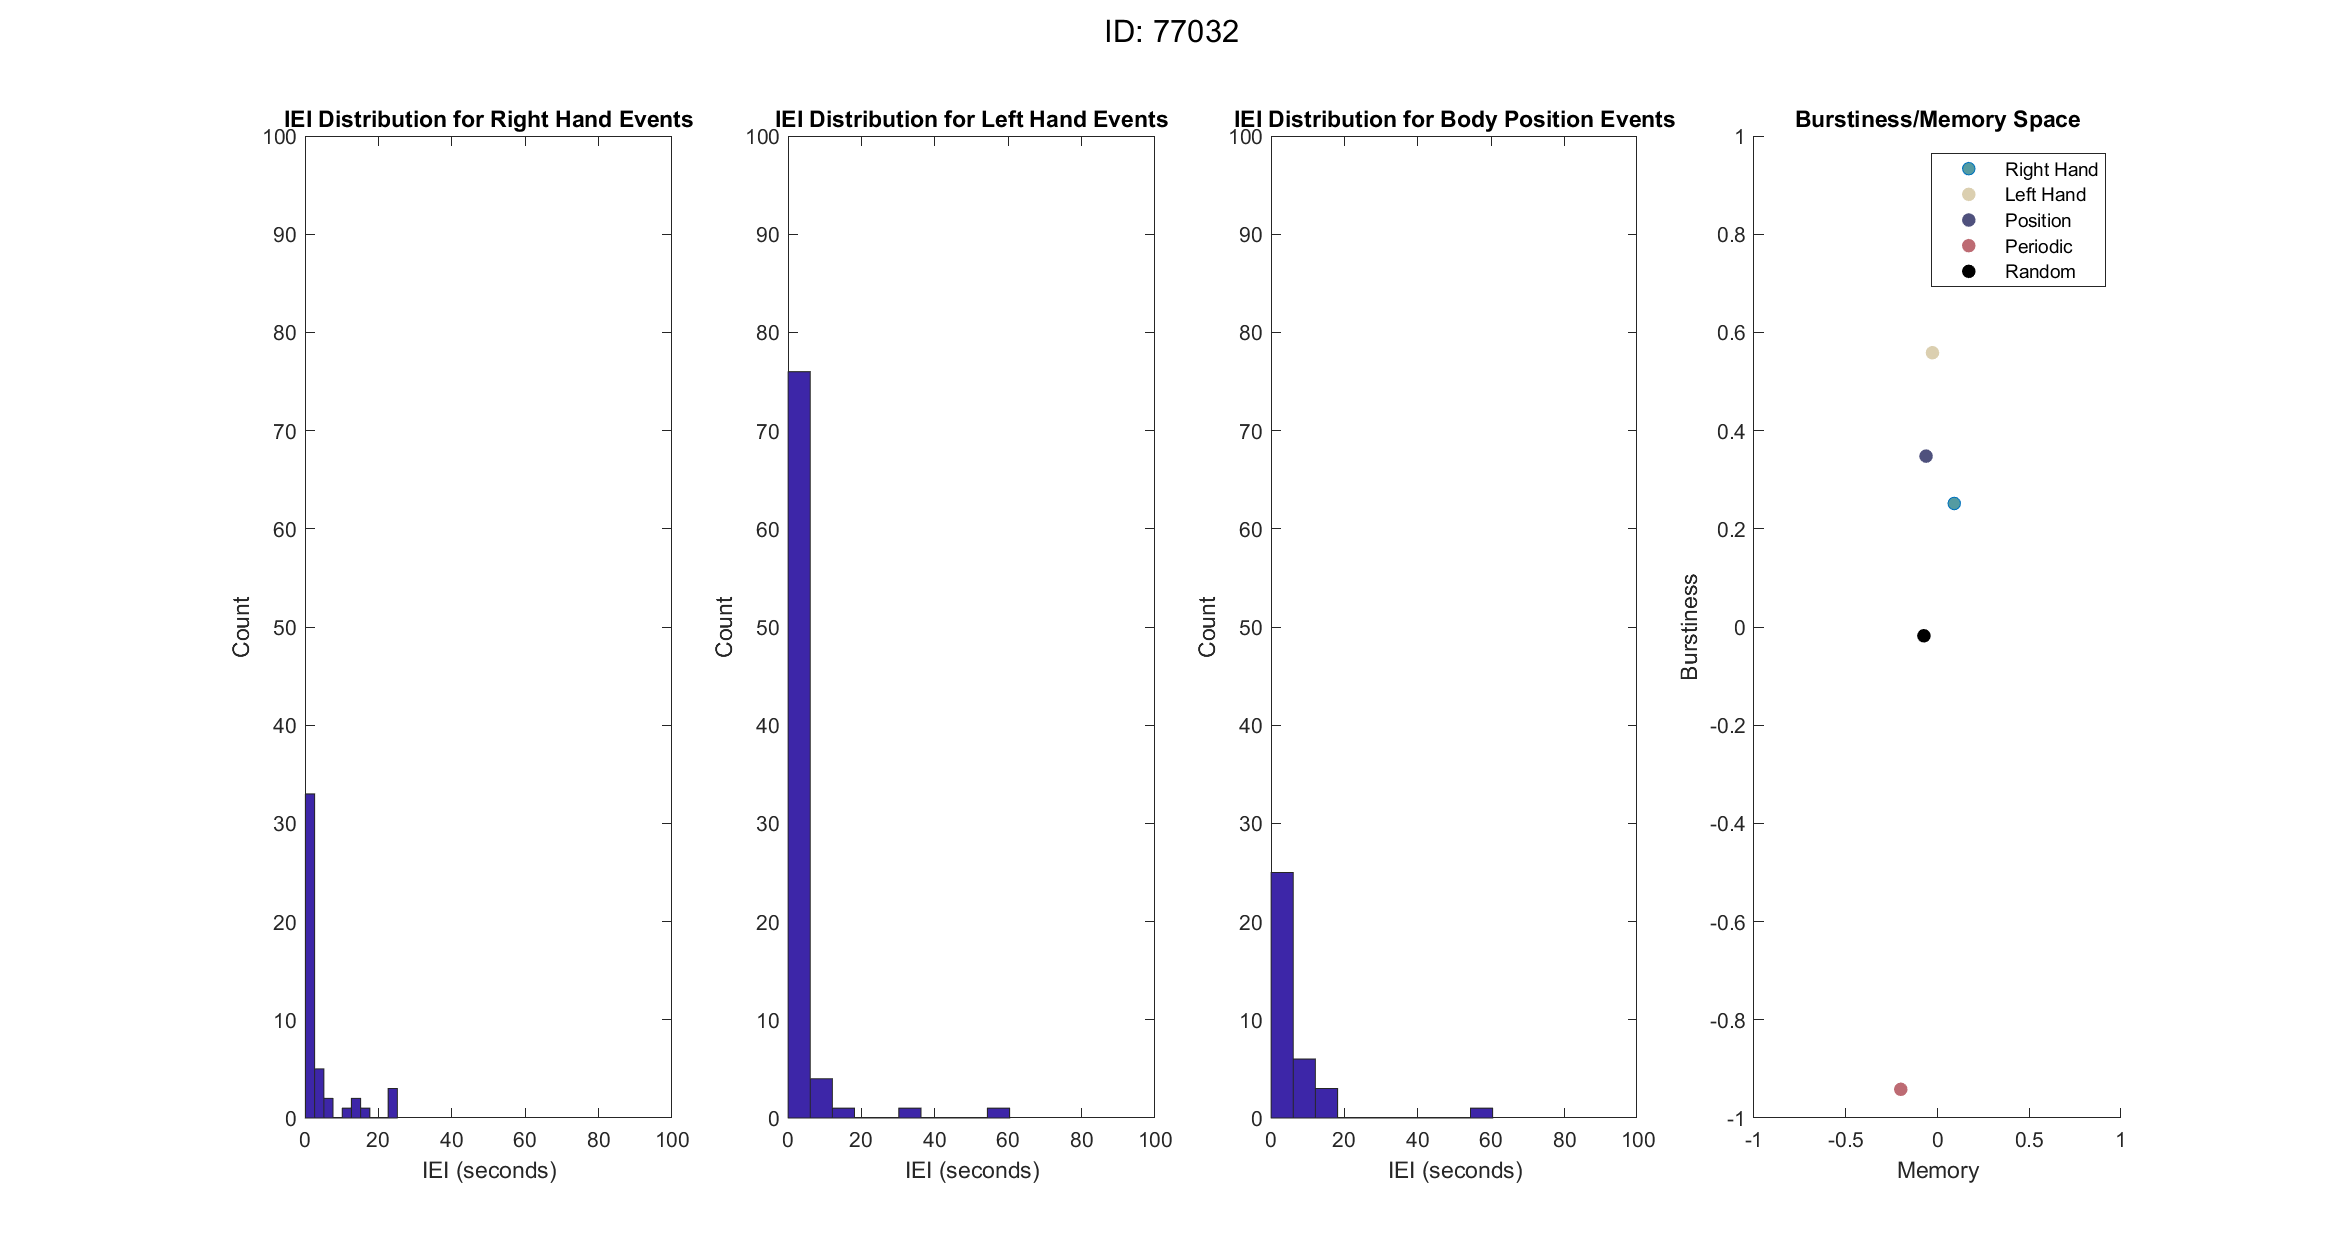 ID: 77032
IEI Distribution for Right Hand Events
100
90
80
70
60
50
40
30
20
10
0
Count
0 20 40 60 80 100
IEI (seconds)
IEI Distribution for Left Hand Events
100
90
80
70
60
50
40
30
20
10
0
Count
0 20 40 60 80 100
IEI (seconds)
IEI Distribution for Body Position Events
100
90
80
70
60
50
40
30
20
10
0
Count
0 20 40 60 80 100
IEI (seconds)
Burstiness/Memory Space
1
0.8
0.6
0.4
0.2
0
-0.2
-0.4
-0.6
-0.8
-1
Burstiness
-1 -0.5 0 0.5 1
Memory
Right Hand
Left Hand
Position
Periodic
Random